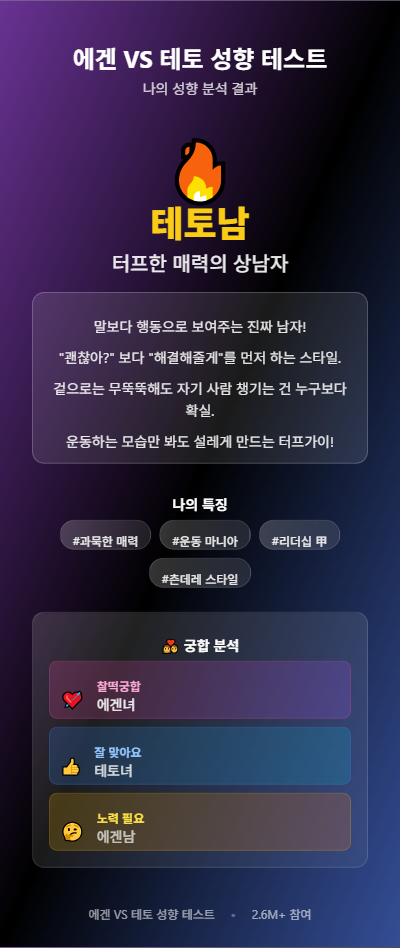 에겐 VS 테토 성향 테스트
나의 성향 분석 결과
테토남
터프한 매력의 상남자
말보다 행동으로 보여주는 진짜 남자!
"괜찮아?" 보다 "해결해줄게"를 먼저 하는 스타일.
겉으로는 무뚝뚝해도 자기 사람 챙기는 건 누구보다
확실.
운동하는 모습만 봐도 설레게 만드는 터프가이!
나의 특징
#과묵한 매력 #운동 마니아 #리더십 甲
#츤데레 스타일
궁합 분석
찰떡궁합
에겐녀
잘 맞아요
테토녀
노력 필요
에겐남
에겐 VS 테토 성향 테스트 • 2.6M+ 참여